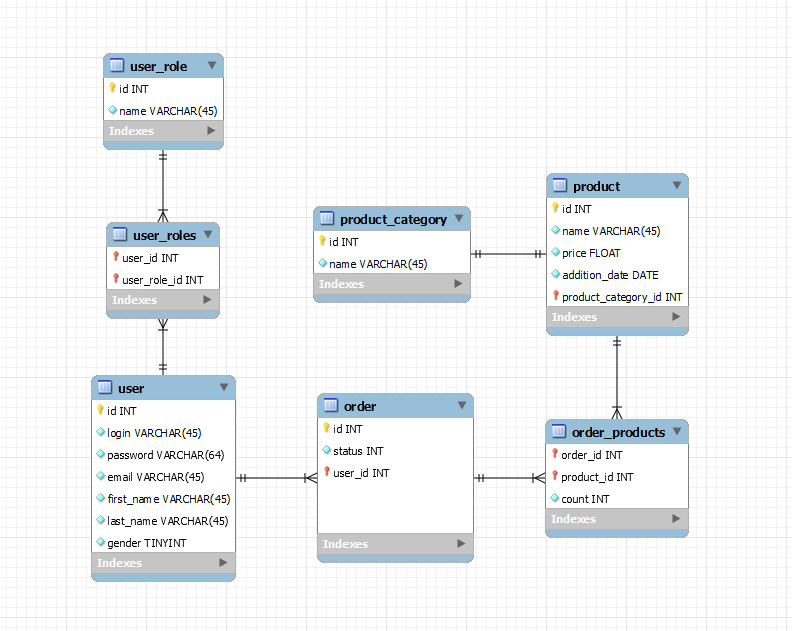 user_role
id INT
name VARCHAR(45)
Indexes
user_roles
user_id INT
user_role_id INT
Indexes
product_category
id INT
name VARCHAR(45)
Indexes
product
id INT
name VARCHAR(45)
price FLOAT
addition_date DATE
product_category_id INT
Indexes
user
id INT
login VARCHAR(45)
password VARCHAR(64)
email VARCHAR(45)
first_name VARCHAR(45)
last_name VARCHAR(45)
gender TINYINT
Indexes
order
id INT
status INT
user_id INT
Indexes
order_products
order_id INT
product_id INT
count INT
Indexes